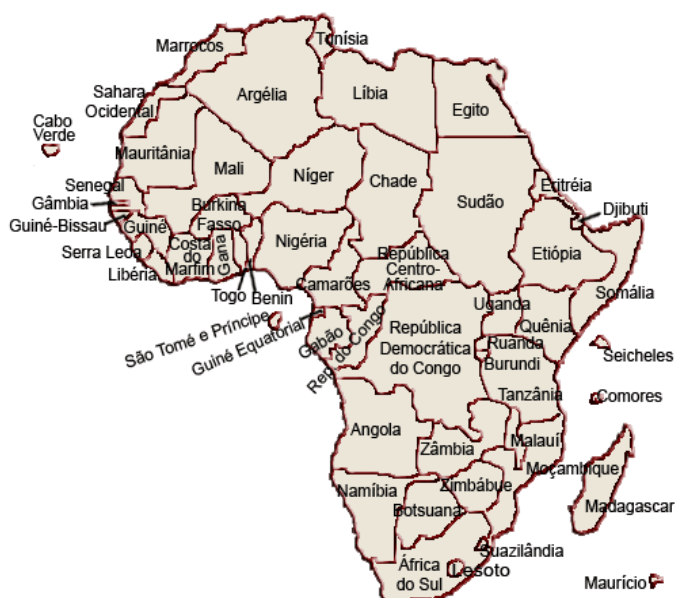 Tunísia
Marrocos
Argélia
Líbia
Egito
Sahara
Ocidental
Cabo
Verde
Mauritânia
Mali
Níger
Chade
Sudão
Eritréia
Djibuti
Senegal
Gâmbia
Guiné-Bissau
Guiné
Burkina
Fasso
Serra Leoa
Libéria
Costa
do
Marfim
Gana
Togo
Benin
Nigéria
Camarões
República
Centro-
Africana
Etiópia
Somália
Uganda
Quênia
São Tomé e Príncipe
Guiné Equatorial
Gabão
Rep. do Congo
República
Democrática
do Congo
Ruanda
Burundi
Seicheles
Tanzânia
Comores
Angola
Zâmbia
Malauí
Moçambique
Namíbia
Zimbábue
Botsuana
Madagascar
Suazilândia
África
do Sul
Lesoto
Maurício